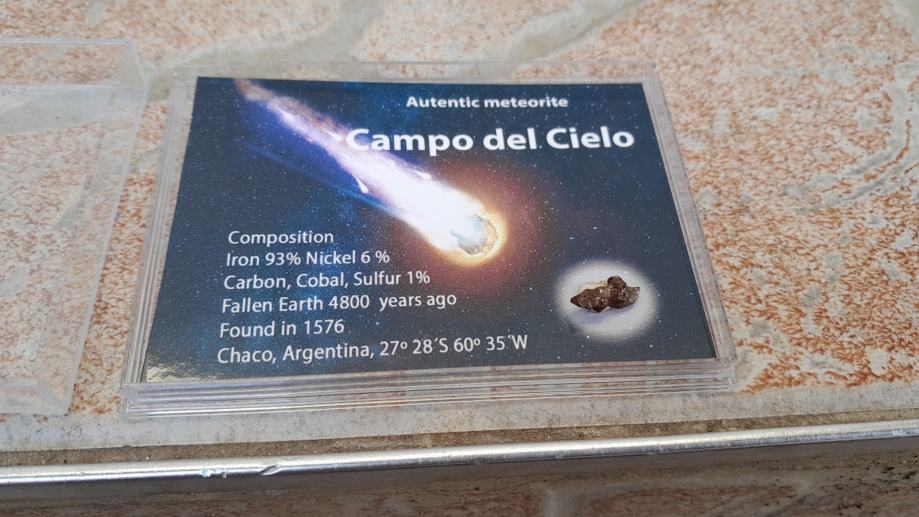 Autentic meteorite
Campo del Cielo
Composition
Iron 93% Nickel 6 %
Carbon, Cobal, Sulfur 1%
Fallen Earth 4800 years ago
Found in 1576
Chaco, Argentina, 27º 28´S 60º 35´W